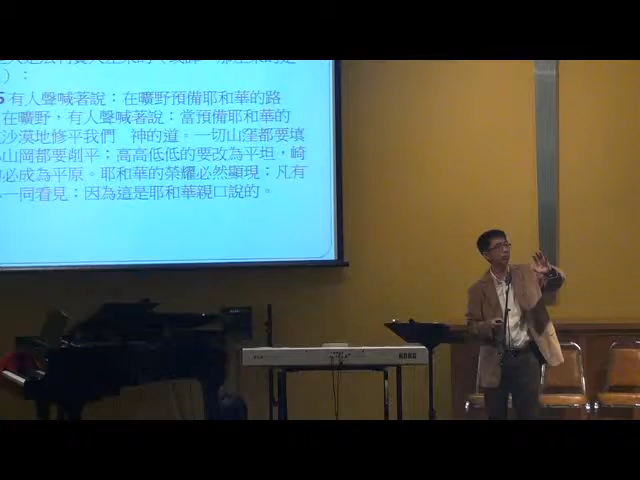 ）：
5 有人聲喊著說：在曠野預備耶和華的路
在曠野，有人聲喊著說：當預備耶和華的
沙漠地修平我們　神的道。一切山窪都要填
山岡都要削平；高高低低的要改為平坦，崎
必成為平原。耶和華的榮耀必然顯現；凡有
一同看見；因為這是耶和華親口說的。
KORG